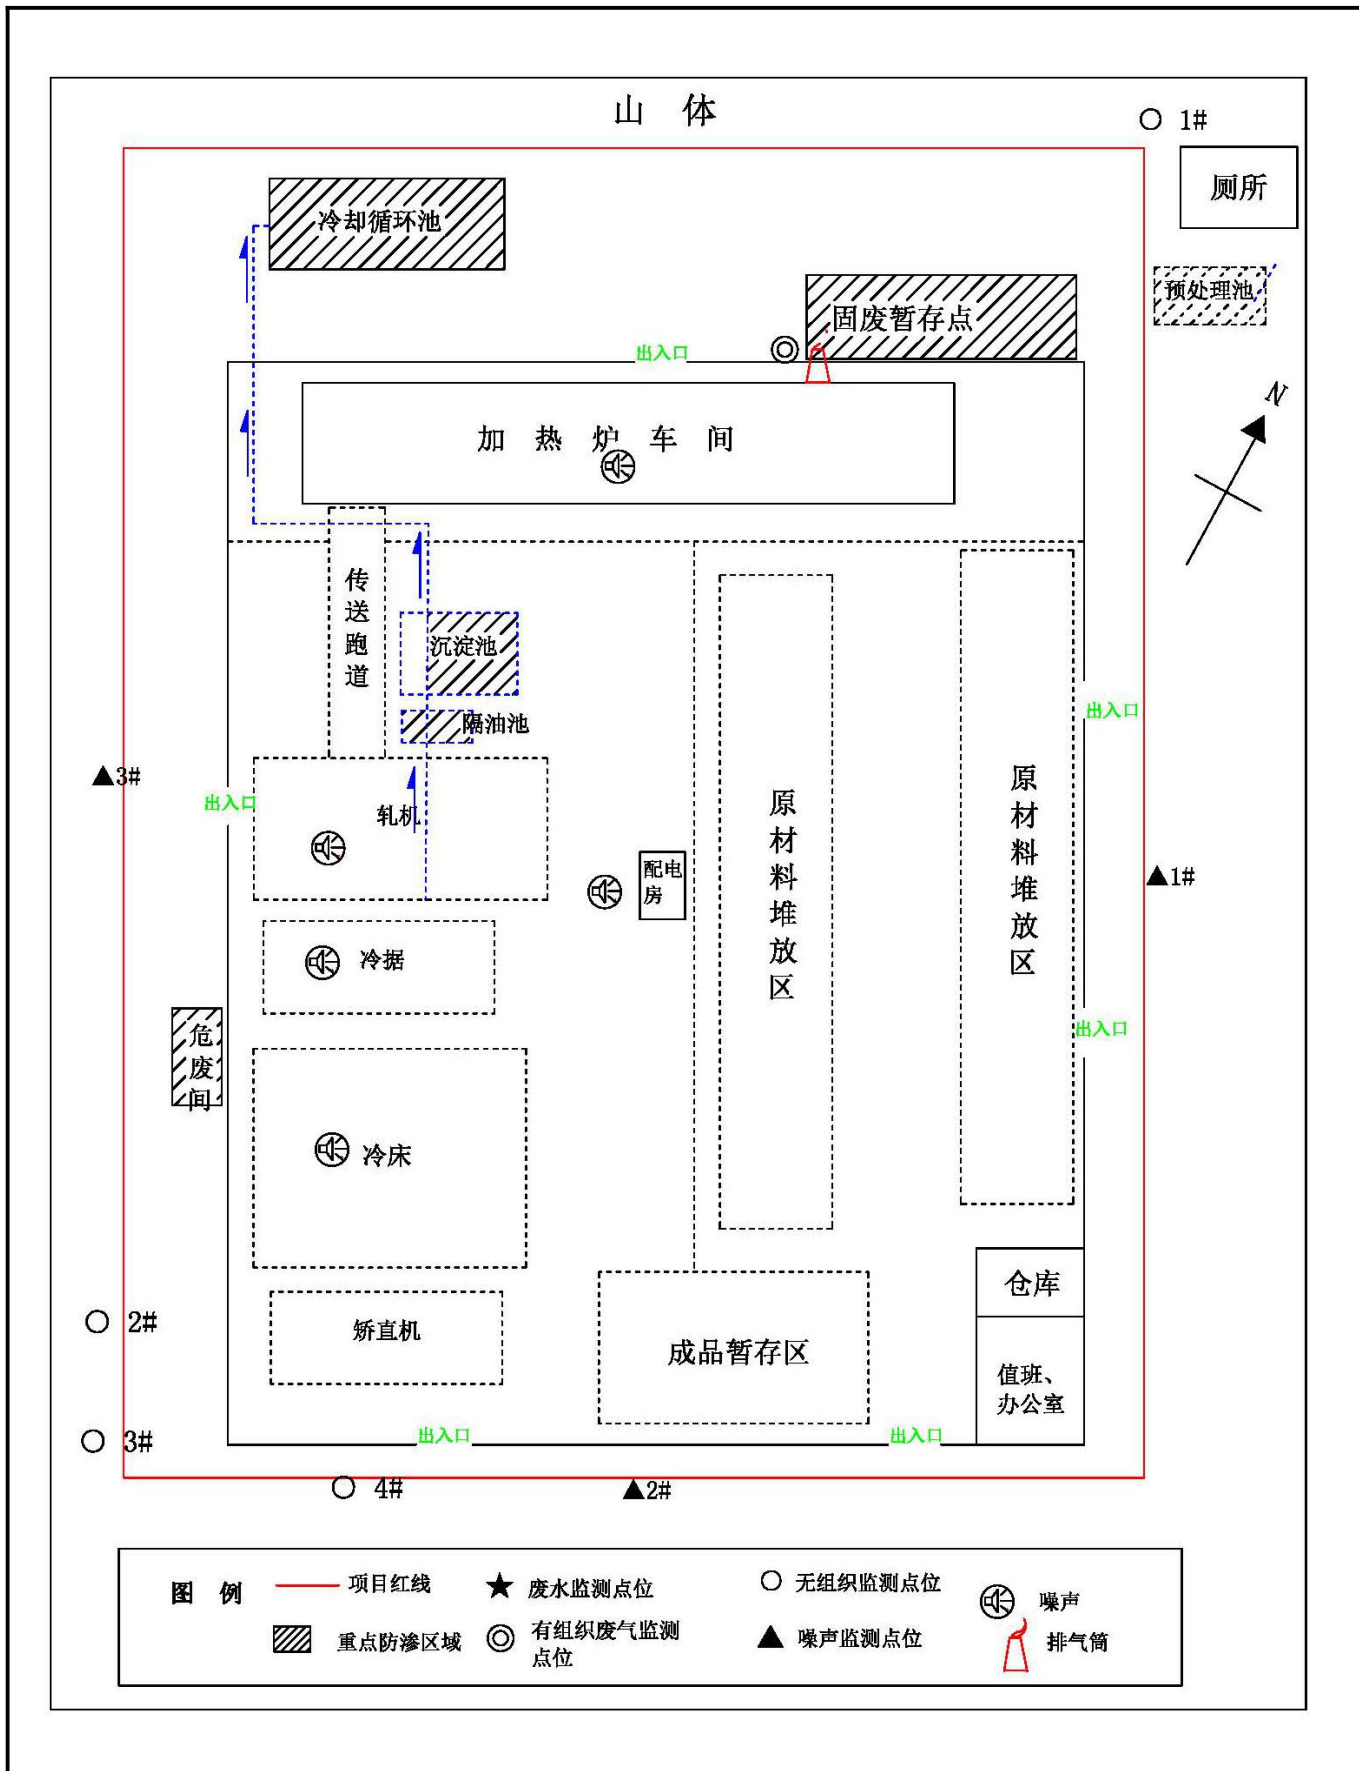 山 体
○ 1#
厕所
冷却循环池
预处理池
固废暂存点
出入口
N
加 热 炉 车 间
传送跑道
沉淀池
隔油池
出入口
▲3#
出入口
轧机
原材料堆放区
原材料堆放区
配电
房
▲1#
冷据
危废间
出入口
冷床
仓库
○ 2#
矫直机
成品暂存区
值班、
办公室
○ 3#
出入口
出入口
○ 4#
▲2#
图 例
项目红线
★ 废水监测点位
○ 无组织监测点位
噪声
重点防渗区域
◎ 有组织废气监测
点位
▲ 噪声监测点位
排气筒